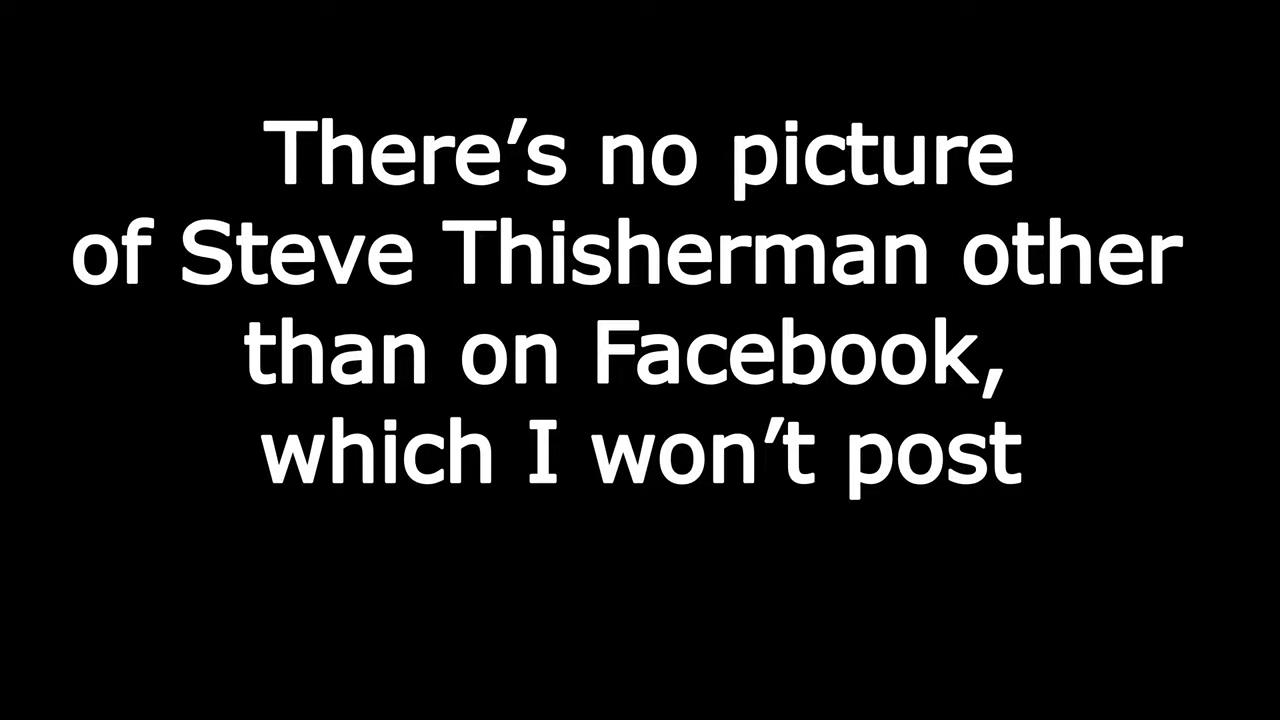 There’s no picture
of Steve Thisherman other
than on Facebook,
which I won’t post